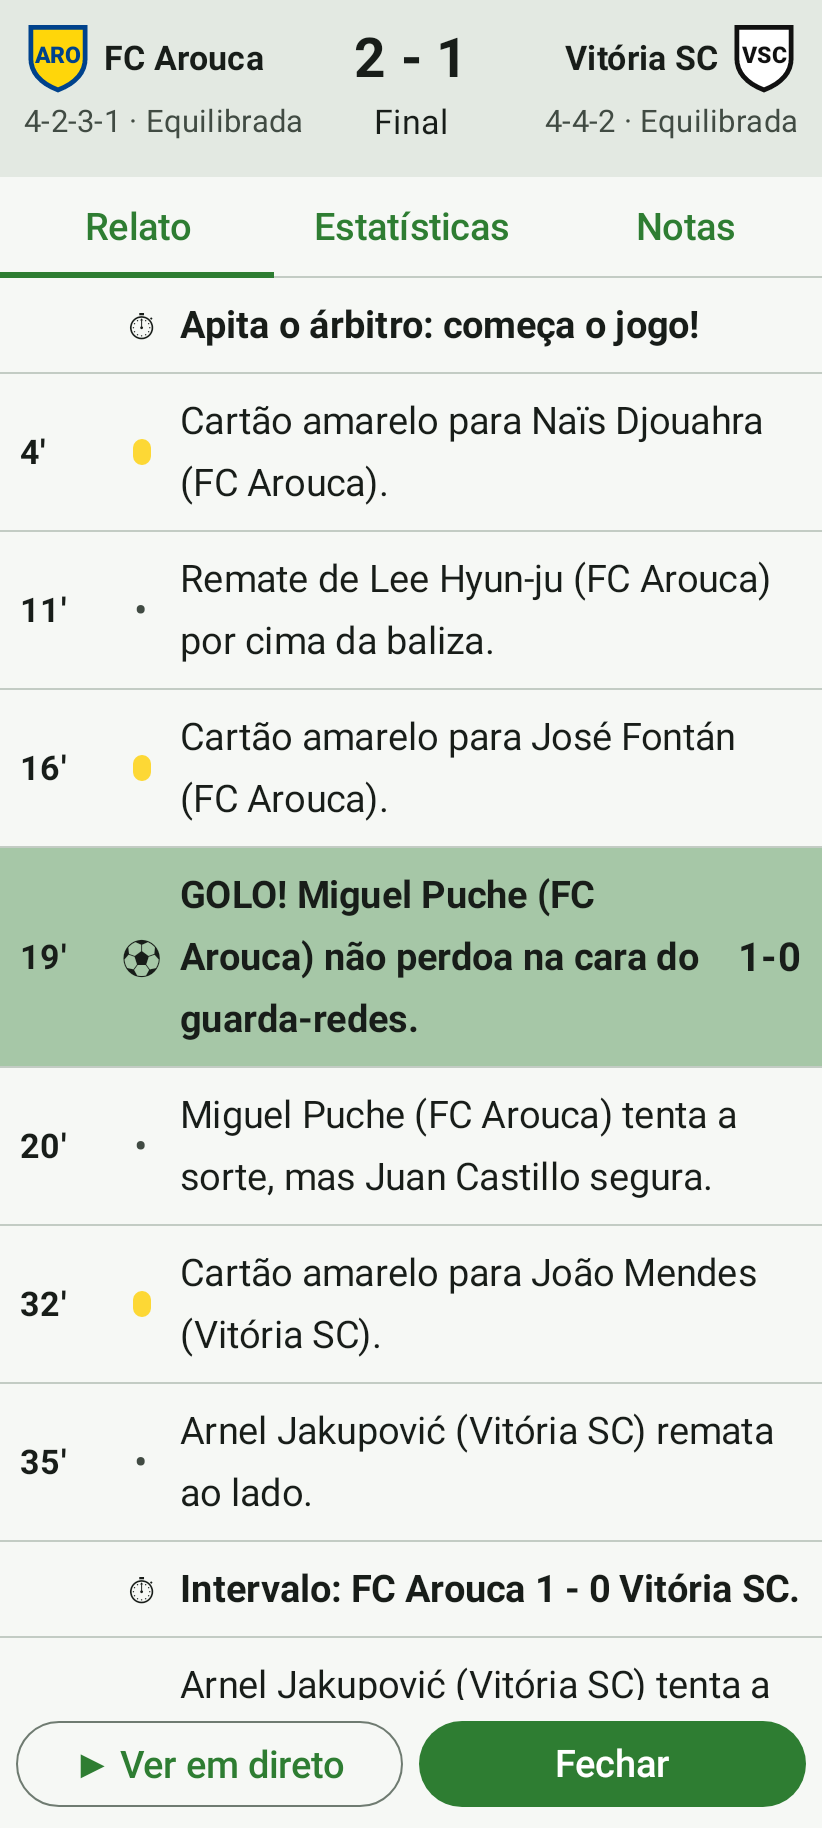 ARO FC Arouca 2 - 1 Vitória SC VSC
4-2-3-1 · Equilibrada Final 4-4-2 · Equilibrada
Relato Estatísticas Notas
Apita o árbitro: começa o jogo!
4' Cartão amarelo para Naïs Djouahra
(FC Arouca).
11' Remate de Lee Hyun-ju (FC Arouca)
por cima da baliza.
16' Cartão amarelo para José Fontán
(FC Arouca).
GOLO! Miguel Puche (FC
19' Arouca) não perdoa na cara do 1-0
guarda-redes.
20' Miguel Puche (FC Arouca) tenta a
sorte, mas Juan Castillo segura.
32' Cartão amarelo para João Mendes
(Vitória SC).
35' Arnel Jakupović (Vitória SC) remata
ao lado.
Intervalo: FC Arouca 1 - 0 Vitória SC.
Arnel Jakupović (Vitória SC) tenta a
► Ver em direto Fechar